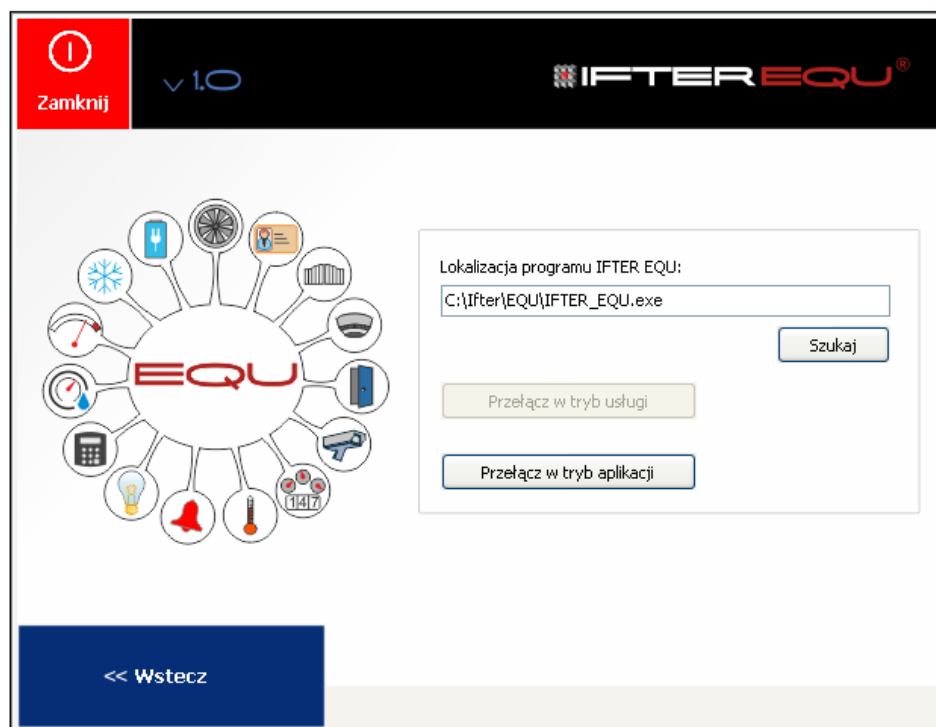 Zamknij
v 1.0
IFTER EQU®
Lokalizacja programu IFTER EQU:
C:\Ifter\EQU\IFTER_EQU.exe
Szukaj
EQU
Przełącz w tryb usługi
Przełącz w tryb aplikacji
147
<< Wstecz